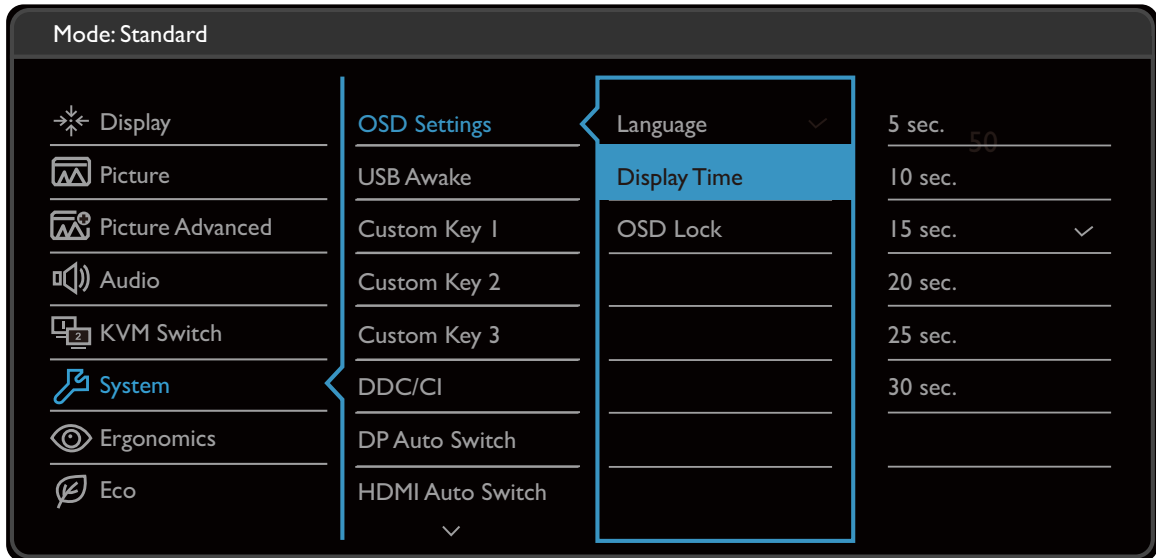 Mode: Standard
Display
Picture
Picture Advanced
Audio
2
KVM Switch
System
Ergonomics
Eco
OSD Settings
USB Awake
Custom Key 1
Custom Key 2
Custom Key 3
DDC/CI
DP Auto Switch
HDMI Auto Switch
Language
Display Time
OSD Lock
5 sec.
50
10 sec.
15 sec.
20 sec.
25 sec.
30 sec.